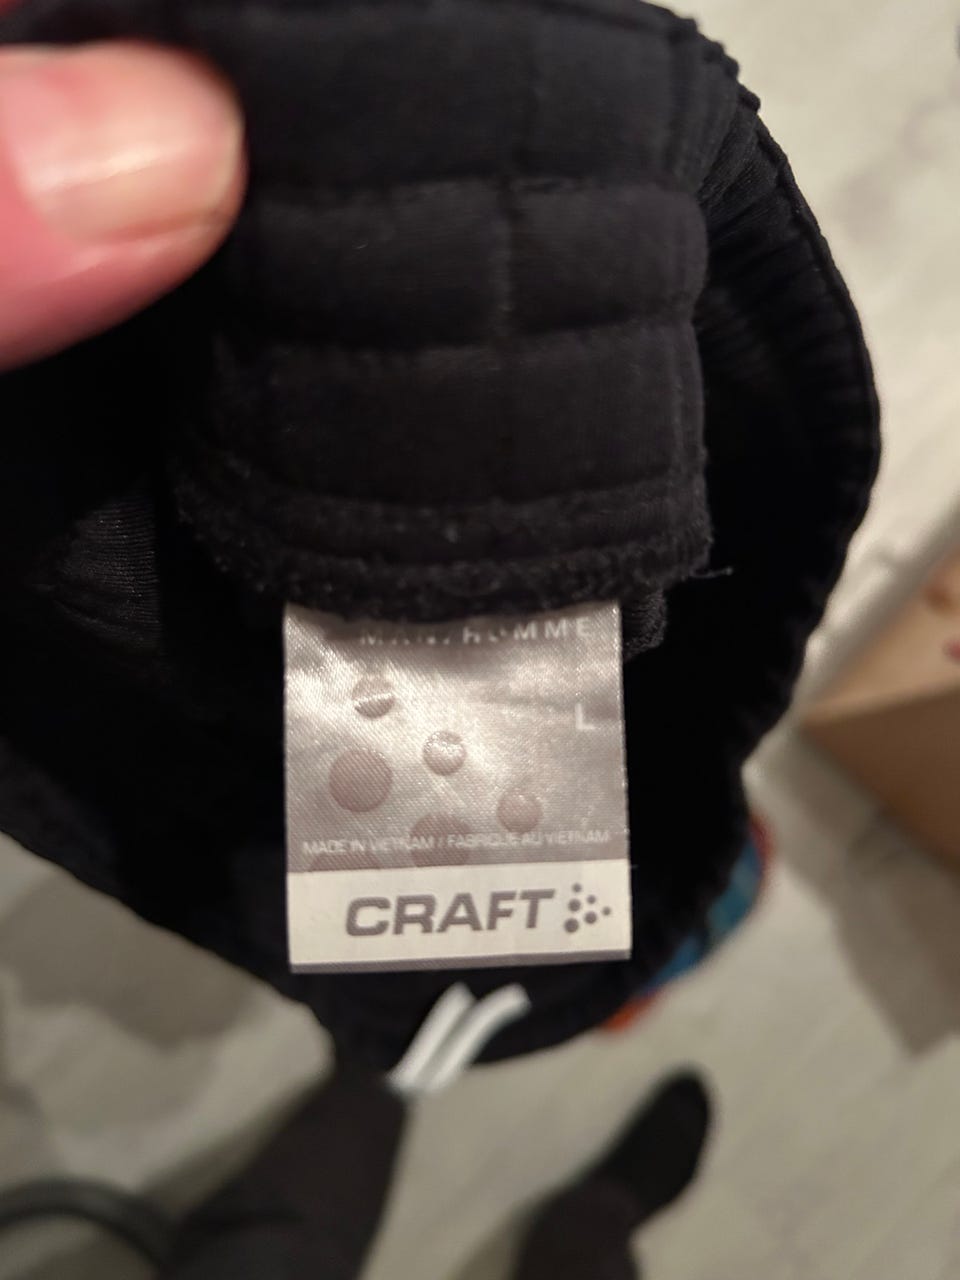 MAN / HOMME
L
MADE IN VIETNAM / FABRIQUE AU VIETNAM
CRAFT